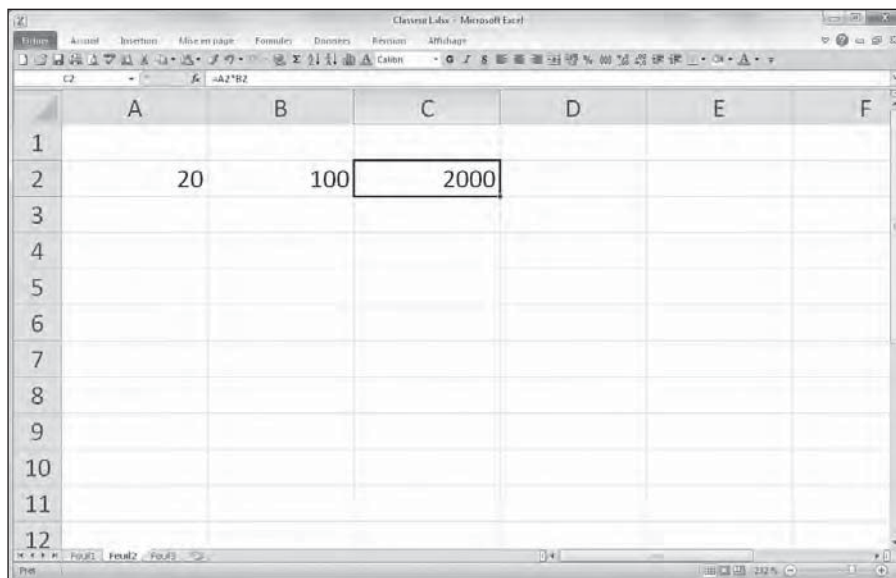 Classeur1.xlsx - Microsoft Excel
Fichier Accueil Insertion Mise en page Formules Données Révision Affichage
Calibri G I S % 000
C2 fx =A2*B2
A B C D E F
1
2 20 100 2000
3
4
5
6
7
8
9
10
11
12
Feuil1 Feuil2 Feuil3
Prêt 232 %